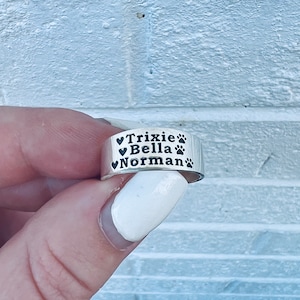 ♥Trixie🐾
♥Bella🐾
♥Norman🐾